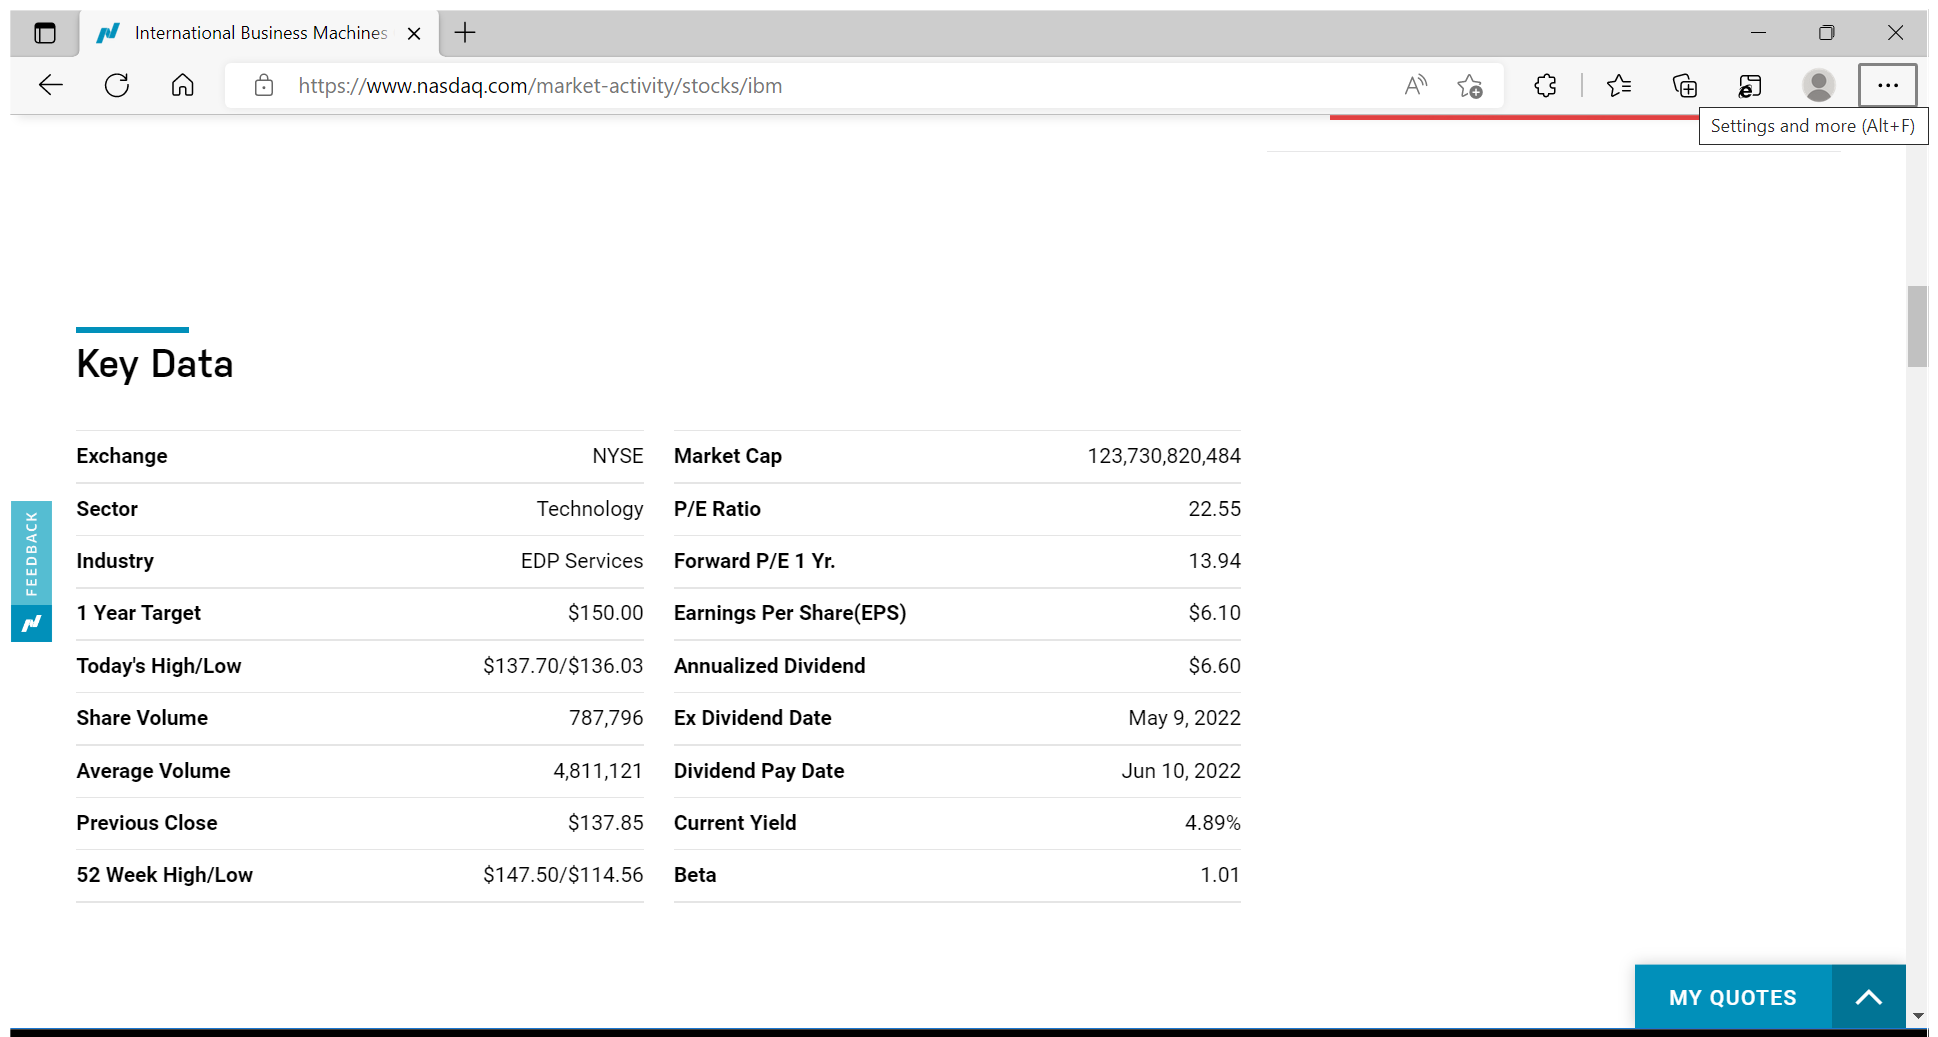 International Business Machines
https://www.nasdaq.com/market-activity/stocks/ibm
Settings and more (Alt+F)
Key Data
Exchange NYSE
Sector Technology
Industry EDP Services
1 Year Target $150.00
Today's High/Low $137.70/$136.03
Share Volume 787,796
Average Volume 4,811,121
Previous Close $137.85
52 Week High/Low $147.50/$114.56
Market Cap 123,730,820,484
P/E Ratio 22.55
Forward P/E 1 Yr. 13.94
Earnings Per Share(EPS) $6.10
Annualized Dividend $6.60
Ex Dividend Date May 9, 2022
Dividend Pay Date Jun 10, 2022
Current Yield 4.89%
Beta 1.01
FEEDBACK
MY QUOTES